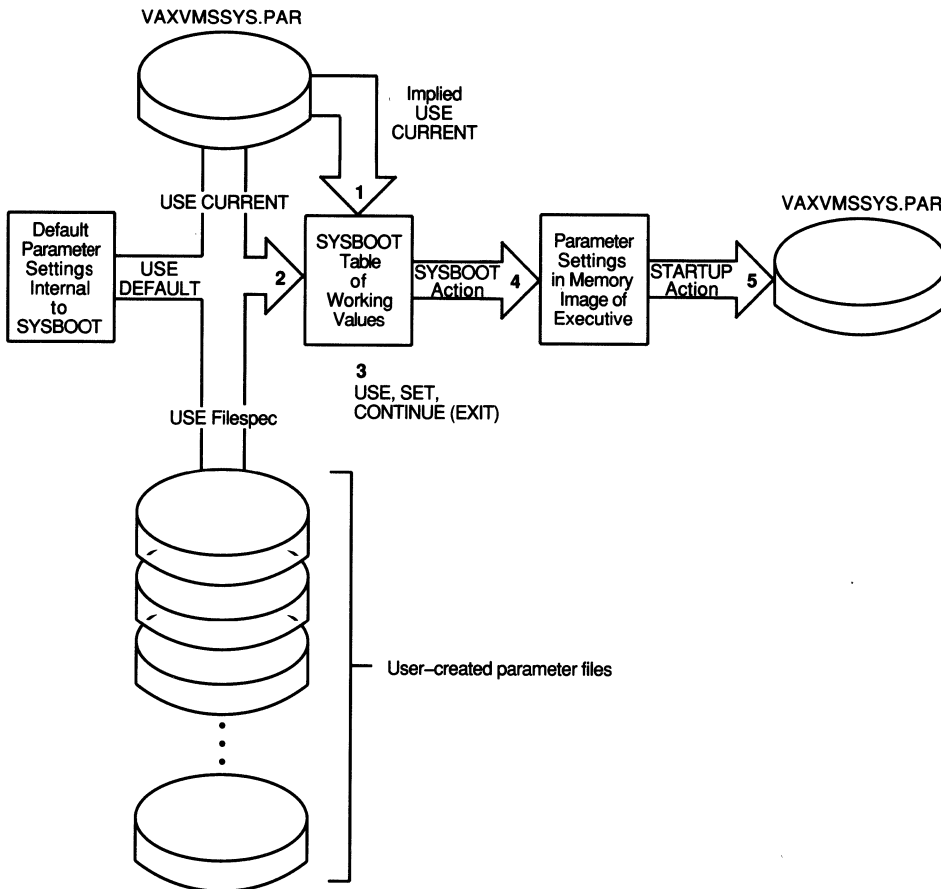 VAXVMSSYS.PAR
Implied
USE
CURRENT
1
USE CURRENT
VAXVMSSYS.PAR
Default
Parameter
Settings
Internal
to
SYSBOOT
USE
DEFAULT
2
SYSBOOT
Table
of
Working
Values
SYSBOOT
Action
4
Parameter
Settings
in Memory
Image of
Executive
STARTUP
Action
5
3
USE, SET,
CONTINUE (EXIT)
USE Filespec
User–created parameter files